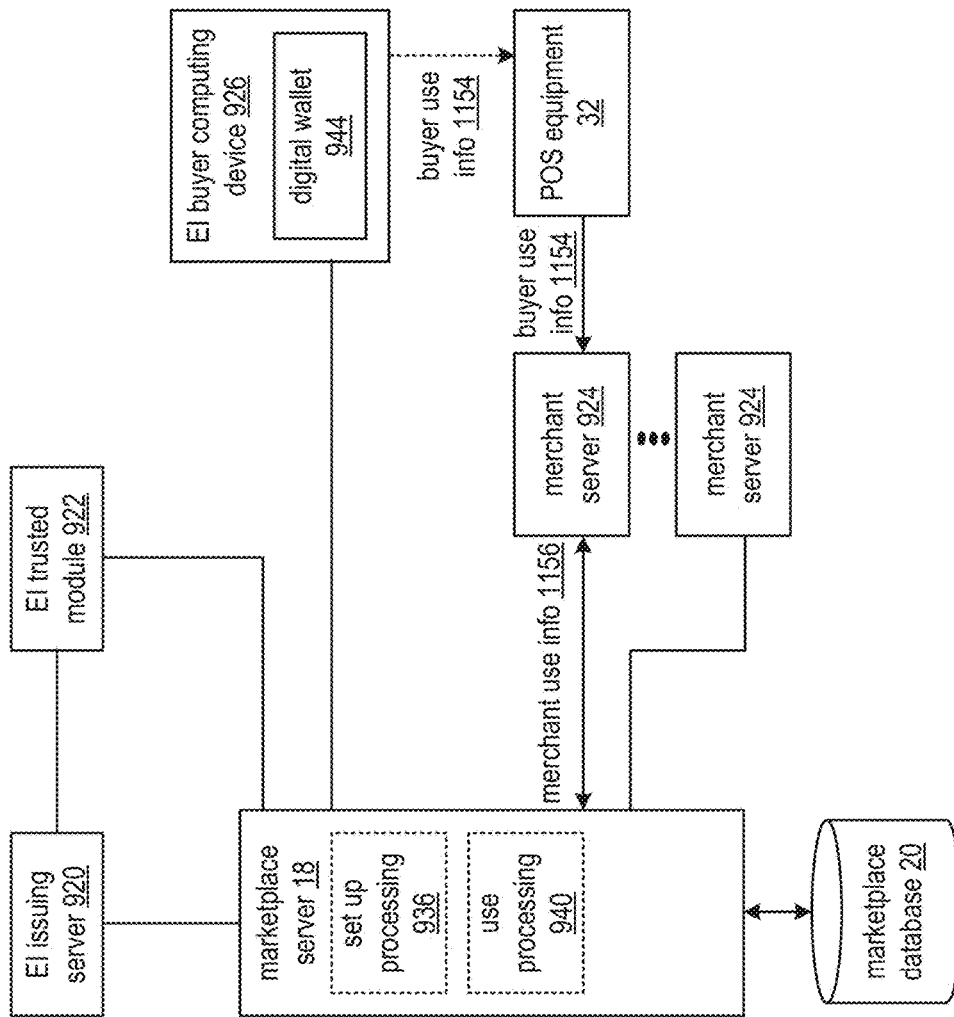 EI issuing
server 920
EI trusted
module 922
marketplace
server 18
set up
processing
936
use
processing
940
marketplace
database 20
EI buyer computing
device 926
digital wallet
944
buyer use
info 1154
POS equipment
32
buyer use
info 1154
merchant use info 1156
merchant
server 924
merchant
server 924